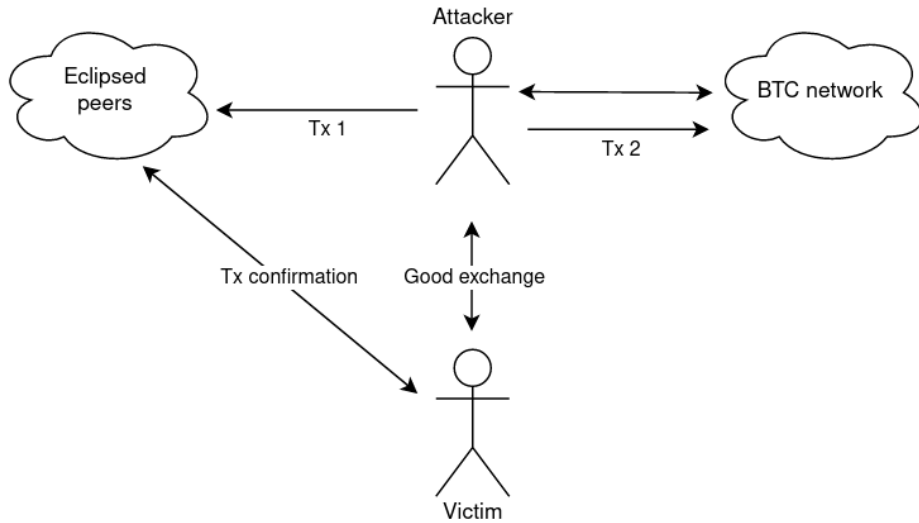 Attacker
Eclipsed
peers
BTC network
Tx 1
Tx 2
Tx confirmation
Good exchange
Victim